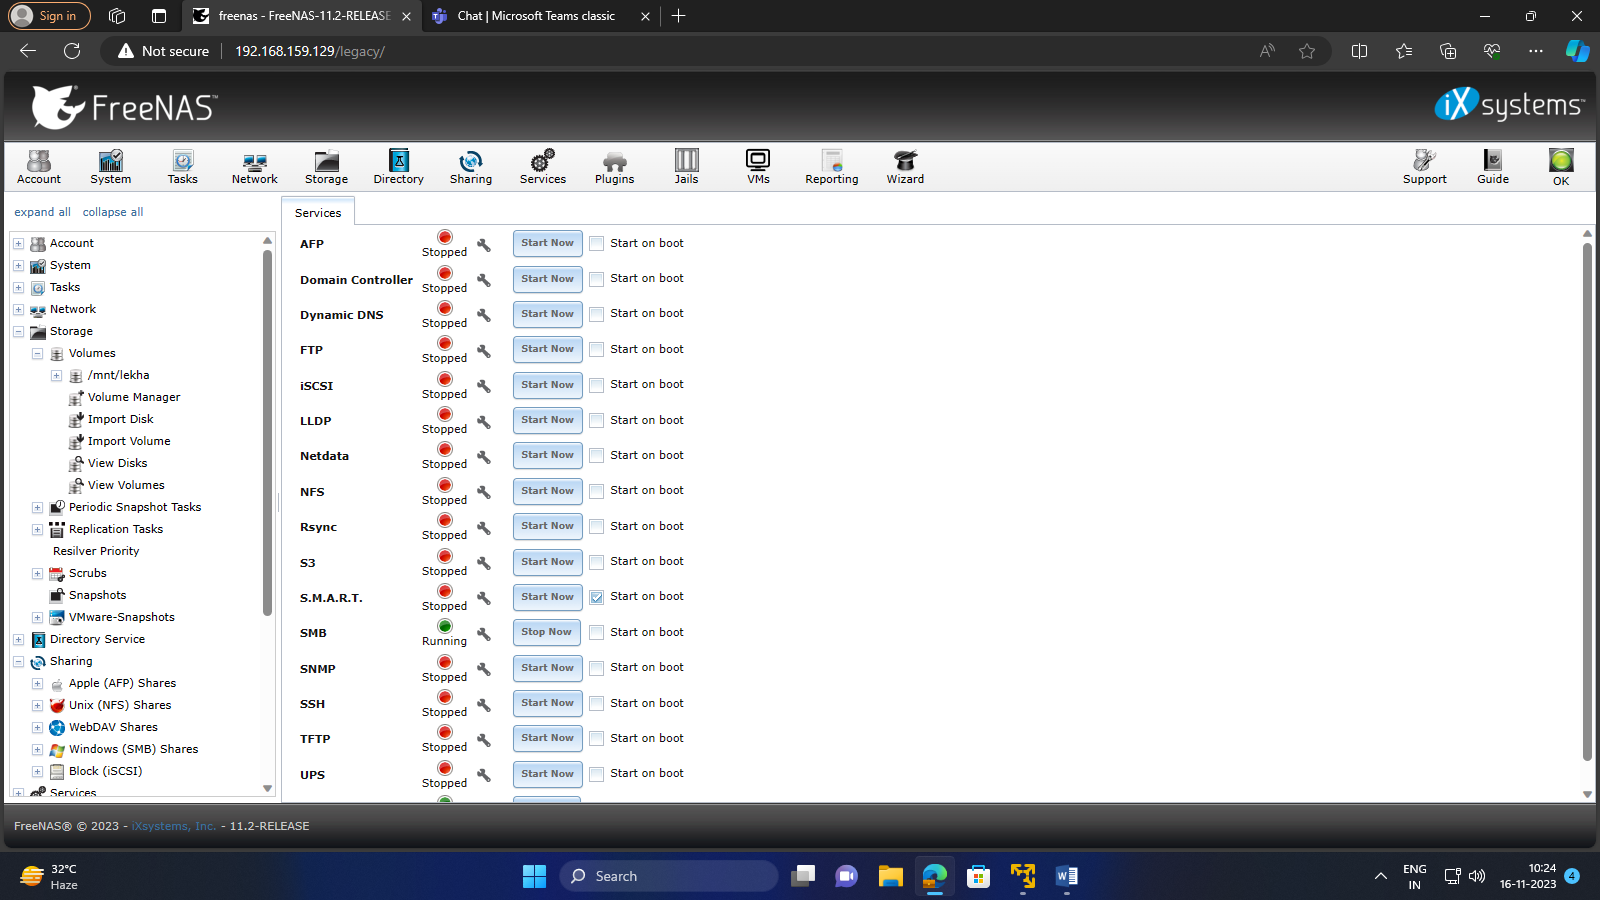 Sign in
freenas - FreeNAS-11.2-RELEASE
Chat | Microsoft Teams classic
Not secure
192.168.159.129/legacy/
FreeNAS™
iXsystems™
Account
System
Tasks
Network
Storage
Directory
Sharing
Services
Plugins
Jails
VMs
Reporting
Wizard
Support
Guide
OK
expand all collapse all
Account
System
Tasks
Network
Storage
Volumes
/mnt/lekha
Volume Manager
Import Disk
Import Volume
View Disks
View Volumes
Periodic Snapshot Tasks
Replication Tasks
Resilver Priority
Scrubs
Snapshots
VMware-Snapshots
Directory Service
Sharing
Apple (AFP) Shares
Unix (NFS) Shares
WebDAV Shares
Windows (SMB) Shares
Block (iSCSI)
Services
Services
AFP Stopped Start Now Start on boot
Domain Controller Stopped Start Now Start on boot
Dynamic DNS Stopped Start Now Start on boot
FTP Stopped Start Now Start on boot
iSCSI Stopped Start Now Start on boot
LLDP Stopped Start Now Start on boot
Netdata Stopped Start Now Start on boot
NFS Stopped Start Now Start on boot
Rsync Stopped Start Now Start on boot
S3 Stopped Start Now Start on boot
S.M.A.R.T. Stopped Start Now Start on boot
SMB Running Stop Now Start on boot
SNMP Stopped Start Now Start on boot
SSH Stopped Start Now Start on boot
TFTP Stopped Start Now Start on boot
UPS Stopped Start Now Start on boot
FreeNAS® © 2023 - iXsystems, Inc. - 11.2-RELEASE
32°C
Haze
Search
ENG
IN
10:24
16-11-2023
4